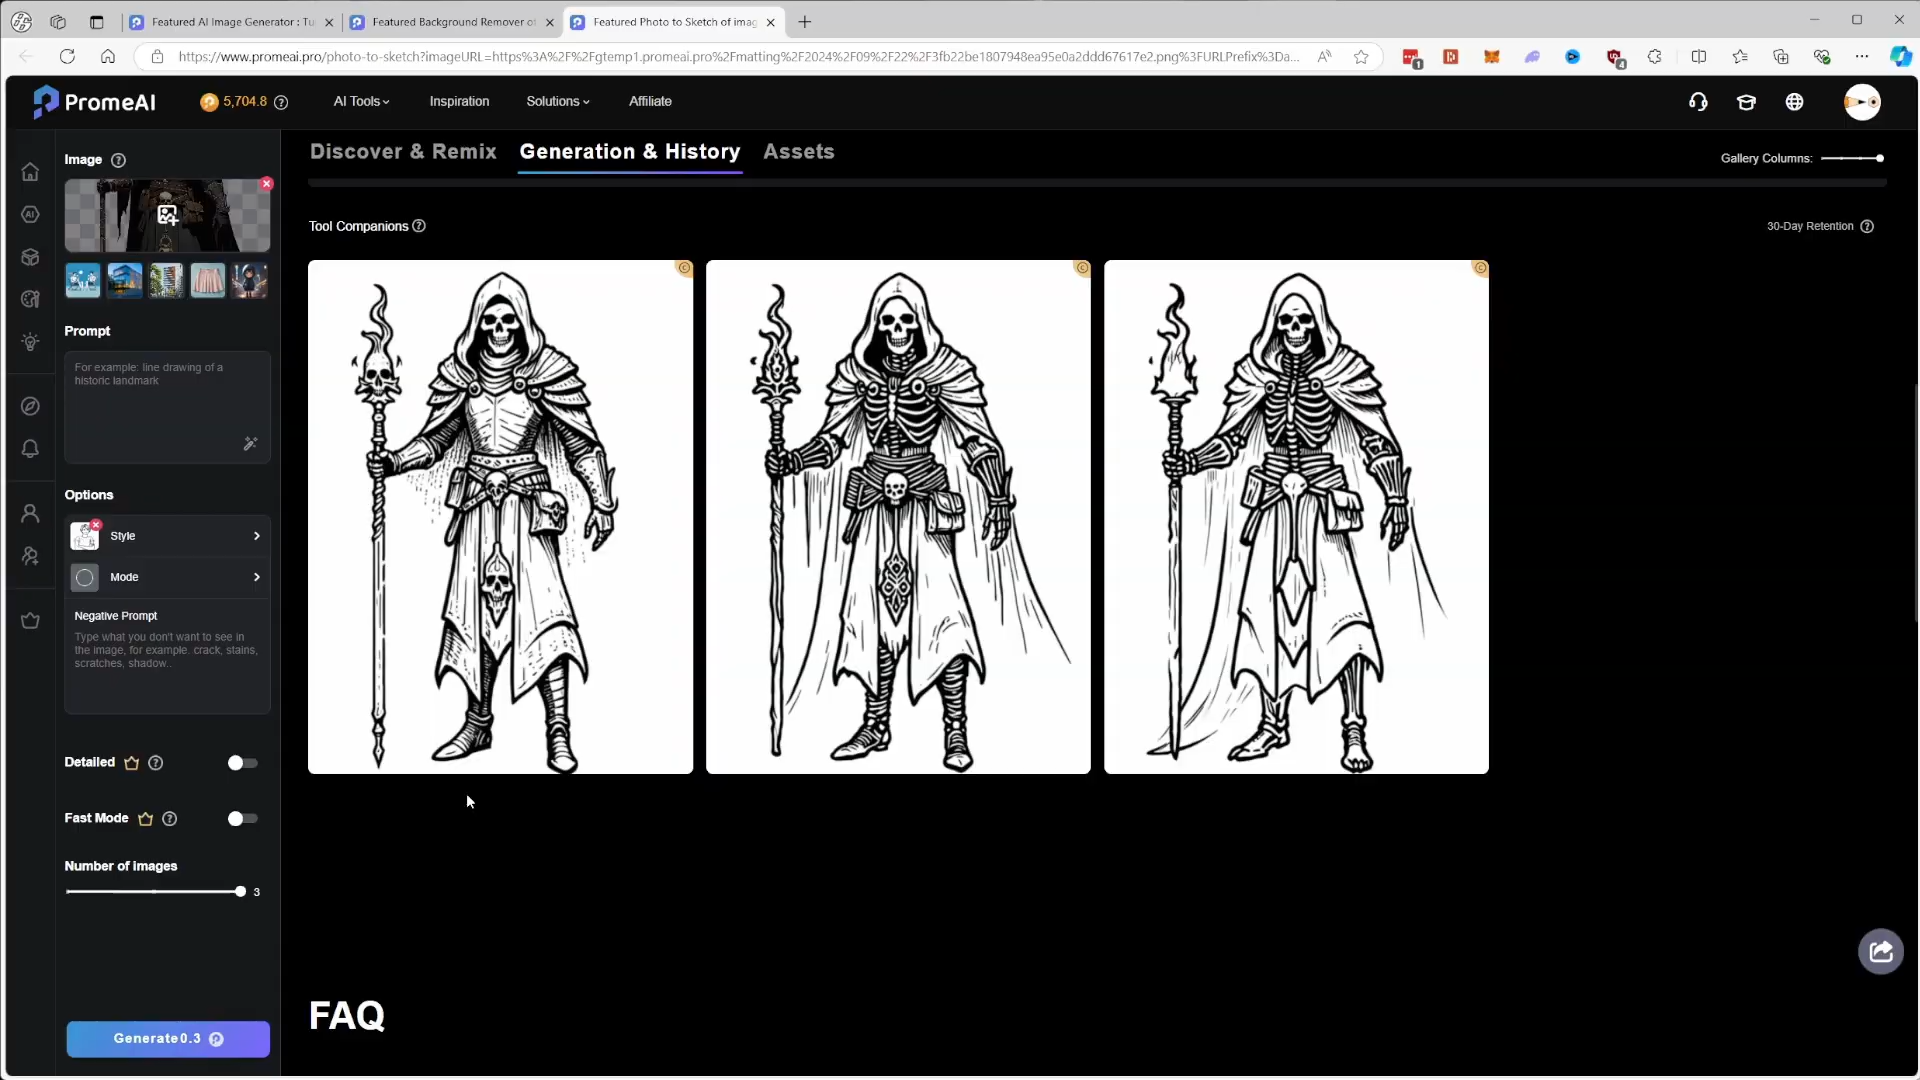 Featured AI Image Generator : Tu
Featured Background Remover of
Featured Photo to Sketch of imag
https://www.promeai.pro/photo-to-sketch?imageURL=https%3A%2F%2Fgtemp1.promeai.pro%2Fmatting%2F2024%2F09%2F22%2F3fb22be1807948ea95e0a2ddd67617e2.png%3FURLPrefix%3Da...
1
4
PromeAI
5,704.8
AI Tools
Inspiration
Solutions
Affiliate
Image
Discover & Remix
Generation & History
Assets
Gallery Columns:
Tool Companions
30-Day Retention
Prompt
For example: line drawing of a
historic landmark
Options
Style
Mode
Negative Prompt
Type what you don't want to see in
the image, for example. crack, stains,
scratches, shadow..
Detailed
Fast Mode
Number of images
3
Generate0.3
FAQ